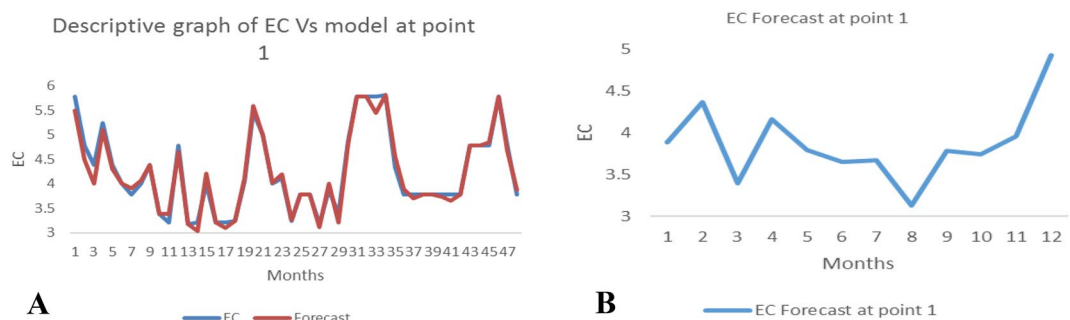 Descriptive graph of EC Vs model at point
1
6
5.5
5
4.5
4
3.5
3
EC
1 3 5 7 9 11 13 15 17 19 21 23 25 27 29 31 33 35 37 39 41 43 45 47
Months
A
EC Forecast
EC Forecast at point 1
5
4.5
4
3.5
3
EC
1 2 3 4 5 6 7 8 9 10 11 12
Months
B
EC Forecast at point 1